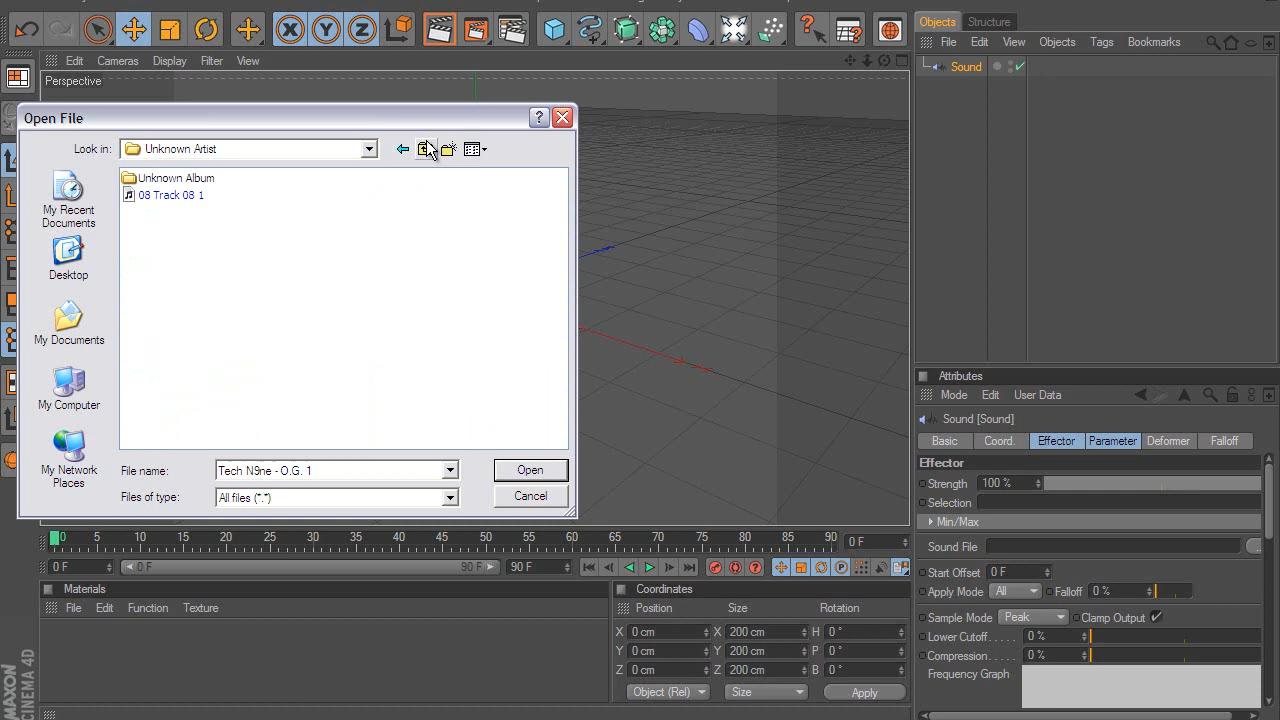 Objects Structure
File Edit View Objects Tags Bookmarks
Edit Cameras Display Filter View
Perspective
Sound
Open File
Look in: Unknown Artist
Unknown Album
08 Track 08 1
My Recent
Documents
Desktop
My Documents
My Computer
My Network
Places
File name: Tech N9ne - O.G. 1 Open
Files of type: All files (*.*) Cancel
Attributes
Mode Edit User Data
Sound [Sound]
Basic Coord. Effector Parameter Deformer Falloff
Effector
Strength 100 %
Selection
Min/Max
Sound File ...
Start Offset 0 F
Apply Mode All Falloff 0 %
Sample Mode Peak Clamp Output
Lower Cutoff..... 0 %
Compression..... 0 %
Frequency Graph
0 5 10 15 20 25 30 35 40 45 50 55 60 65 70 75 80 85 90 0 F
0 F 0 F 90 F 90 F
Materials
File Edit Function Texture
Coordinates
Position Size Rotation
X 0 cm X 200 cm H 0 °
Y 0 cm Y 200 cm P 0 °
Z 0 cm Z 200 cm B 0 °
Object (Rel) Size Apply
MAXON
CINEMA 4D